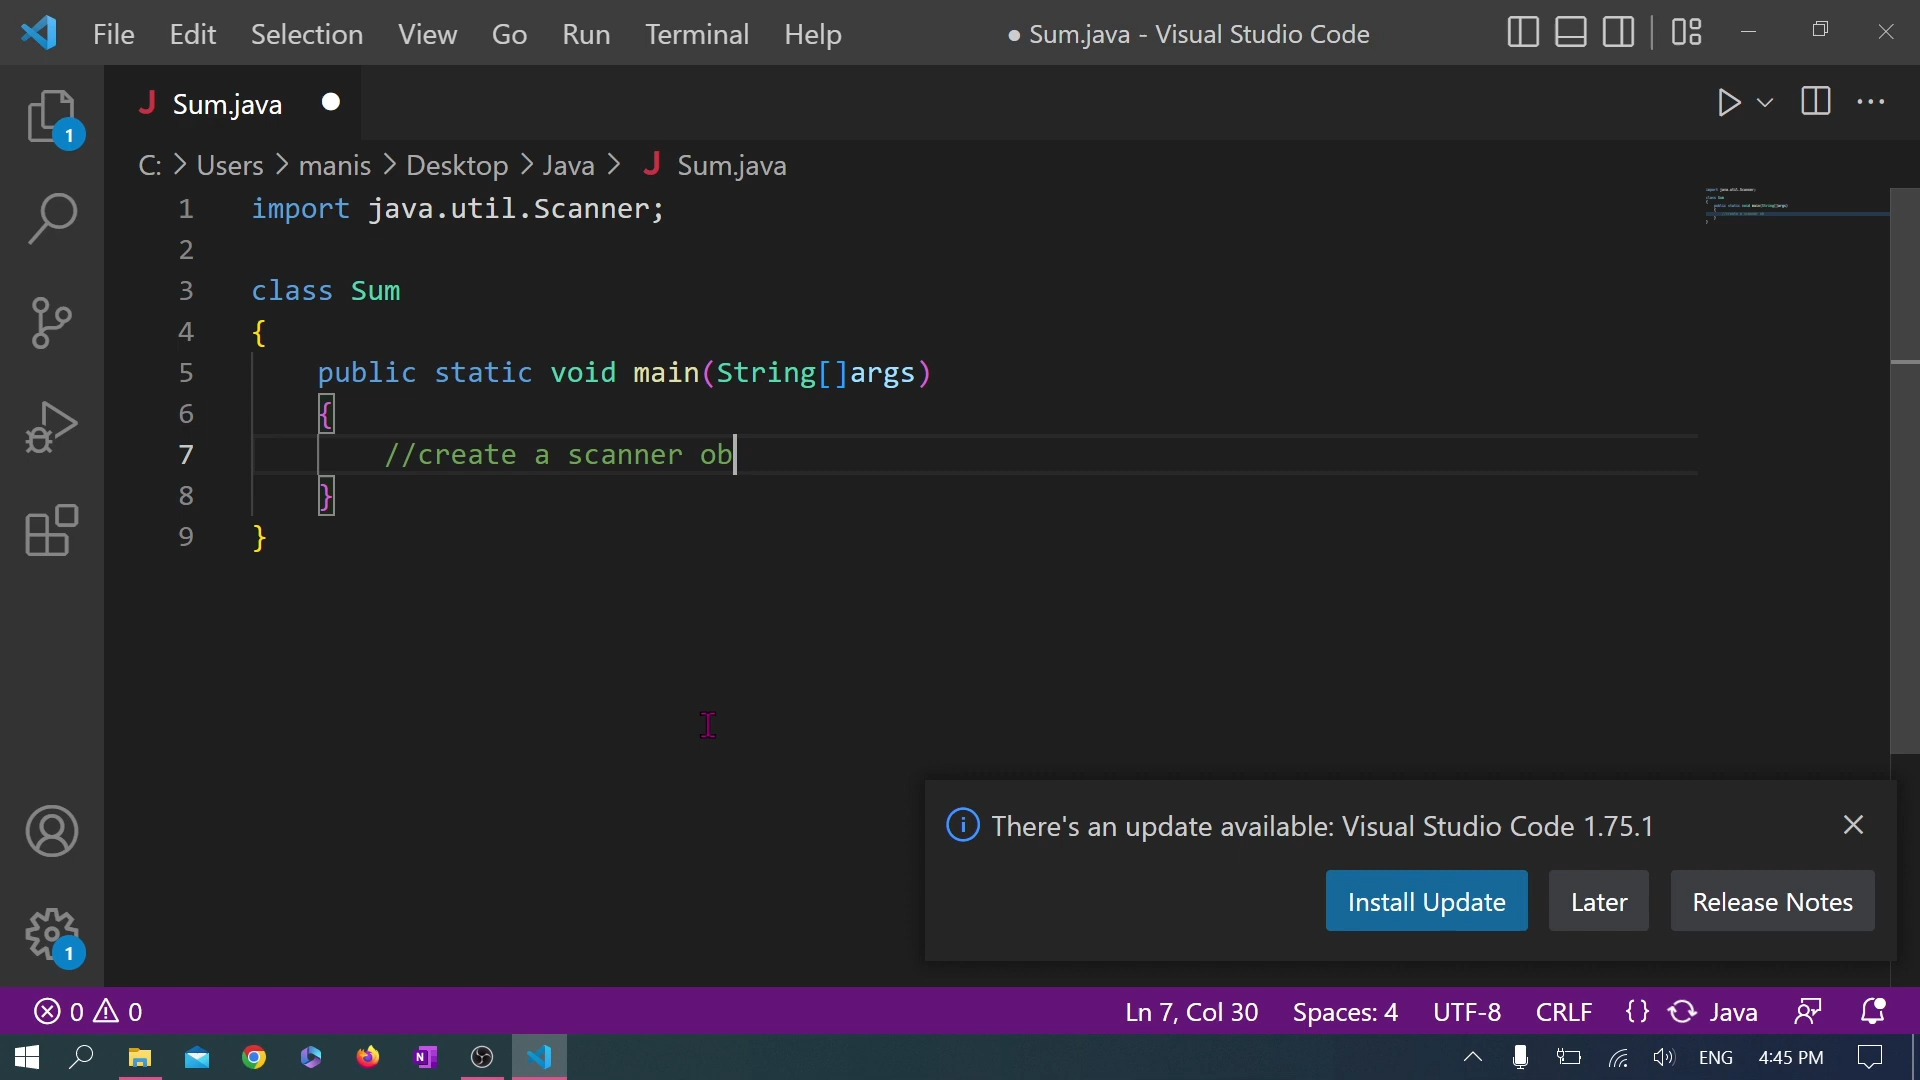 File Edit Selection View Go Run Terminal Help
● Sum.java - Visual Studio Code
J Sum.java
C: > Users > manis > Desktop > Java > J Sum.java
1 import java.util.Scanner;
2
3 class Sum
4 {
5 public static void main(String[]args)
6 {
7 //create a scanner ob
8 }
9 }
1
1
There's an update available: Visual Studio Code 1.75.1
Install Update Later Release Notes
0 0 Ln 7, Col 30 Spaces: 4 UTF-8 CRLF {} Java
N ENG 4:45 PM